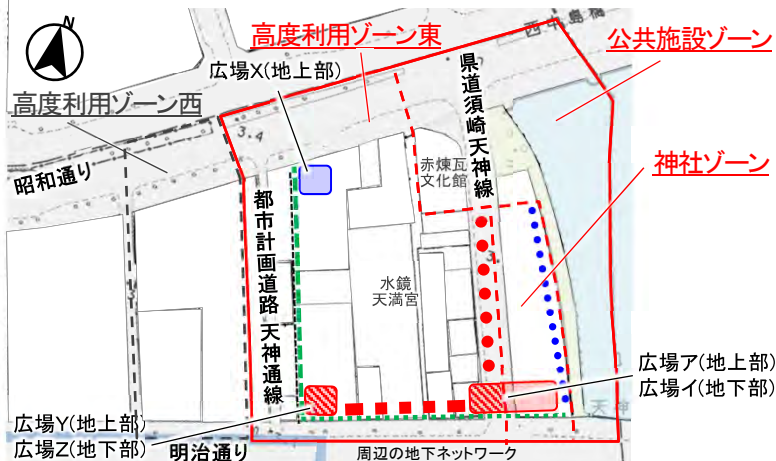 N
西中島橋
高度利用ゾーン東
公共施設ゾーン
広場X(地上部)
高度利用ゾーン西
県道須崎天神線
3.4
昭和通り
赤煉瓦
文化館
神社ゾーン
都市計画道路 天神通線
3.
水鏡
天満宮
広場ア(地上部)
広場イ(地下部)
天神
広場Y(地上部)
広場Z(地下部)
明治通り
周辺の地下ネットワーク